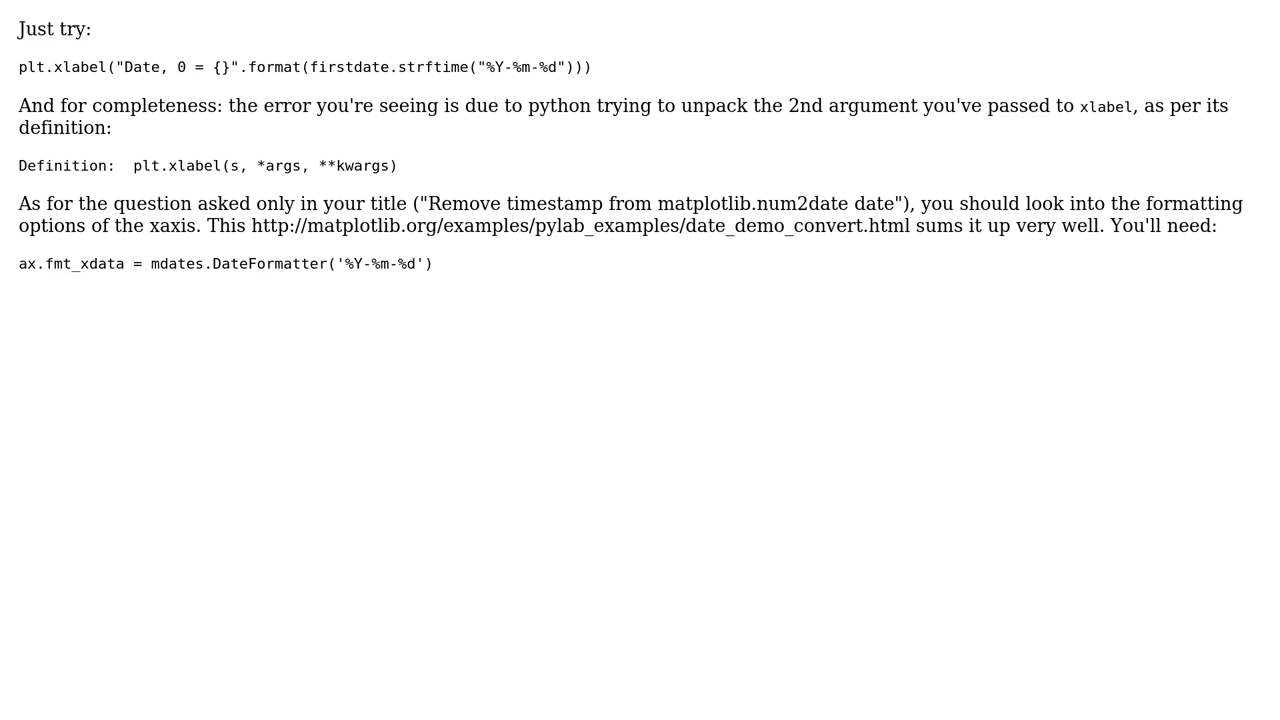 Just try:
plt.xlabel("Date, 0 = {}".format(firstdate.strftime("%Y-%m-%d")))
And for completeness: the error you're seeing is due to python trying to unpack the 2nd argument you've passed to xlabel, as per its
definition:
Definition:  plt.xlabel(s, *args, **kwargs)
As for the question asked only in your title ("Remove timestamp from matplotlib.num2date date"), you should look into the formatting
options of the xaxis. This http://matplotlib.org/examples/pylab_examples/date_demo_convert.html sums it up very well. You'll need:
ax.fmt_xdata = mdates.DateFormatter('%Y-%m-%d')